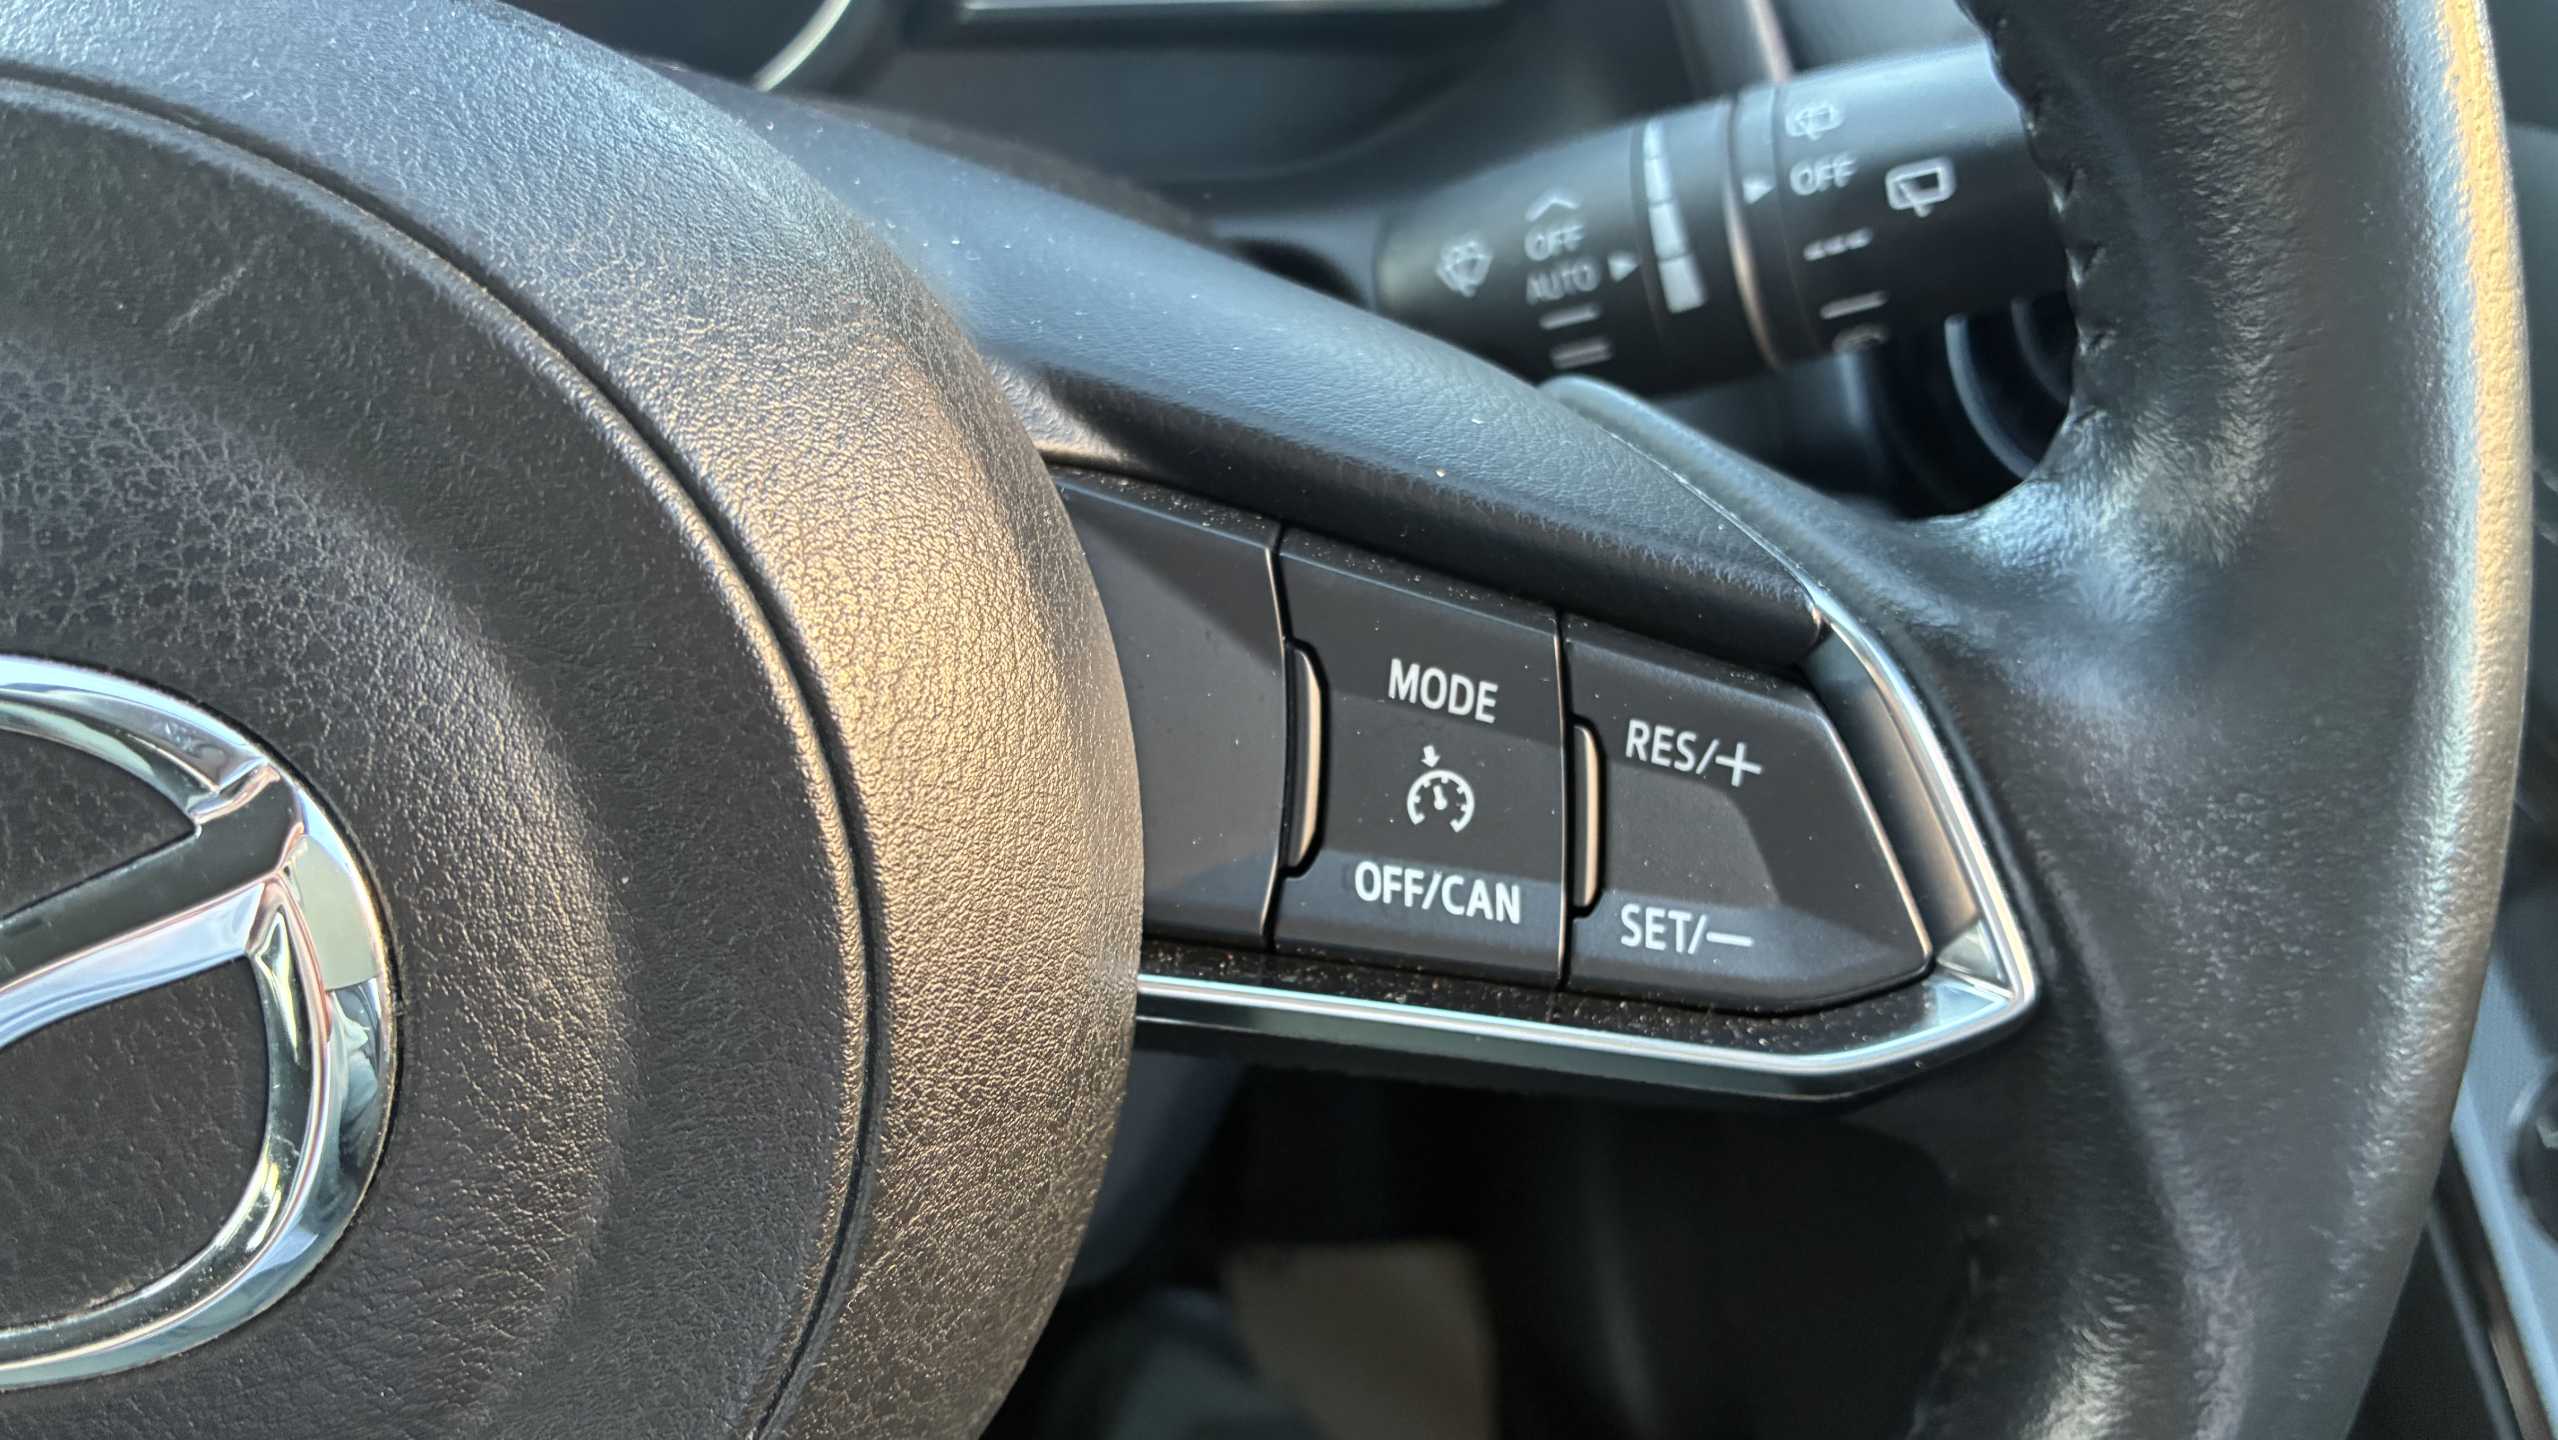 OFF
OFF
AUTO
MODE
RES/+
OFF/CAN
SET/−